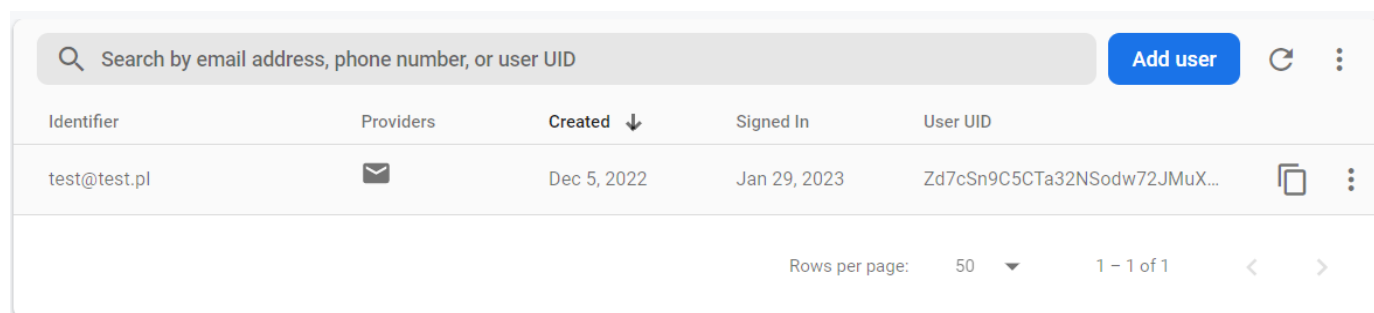 Search by email address, phone number, or user UID Add user
Identifier Providers Created Signed In User UID
test@test.pl Dec 5, 2022 Jan 29, 2023 Zd7cSn9C5CTa32NSodw72JMuX...
Rows per page: 50 1 – 1 of 1